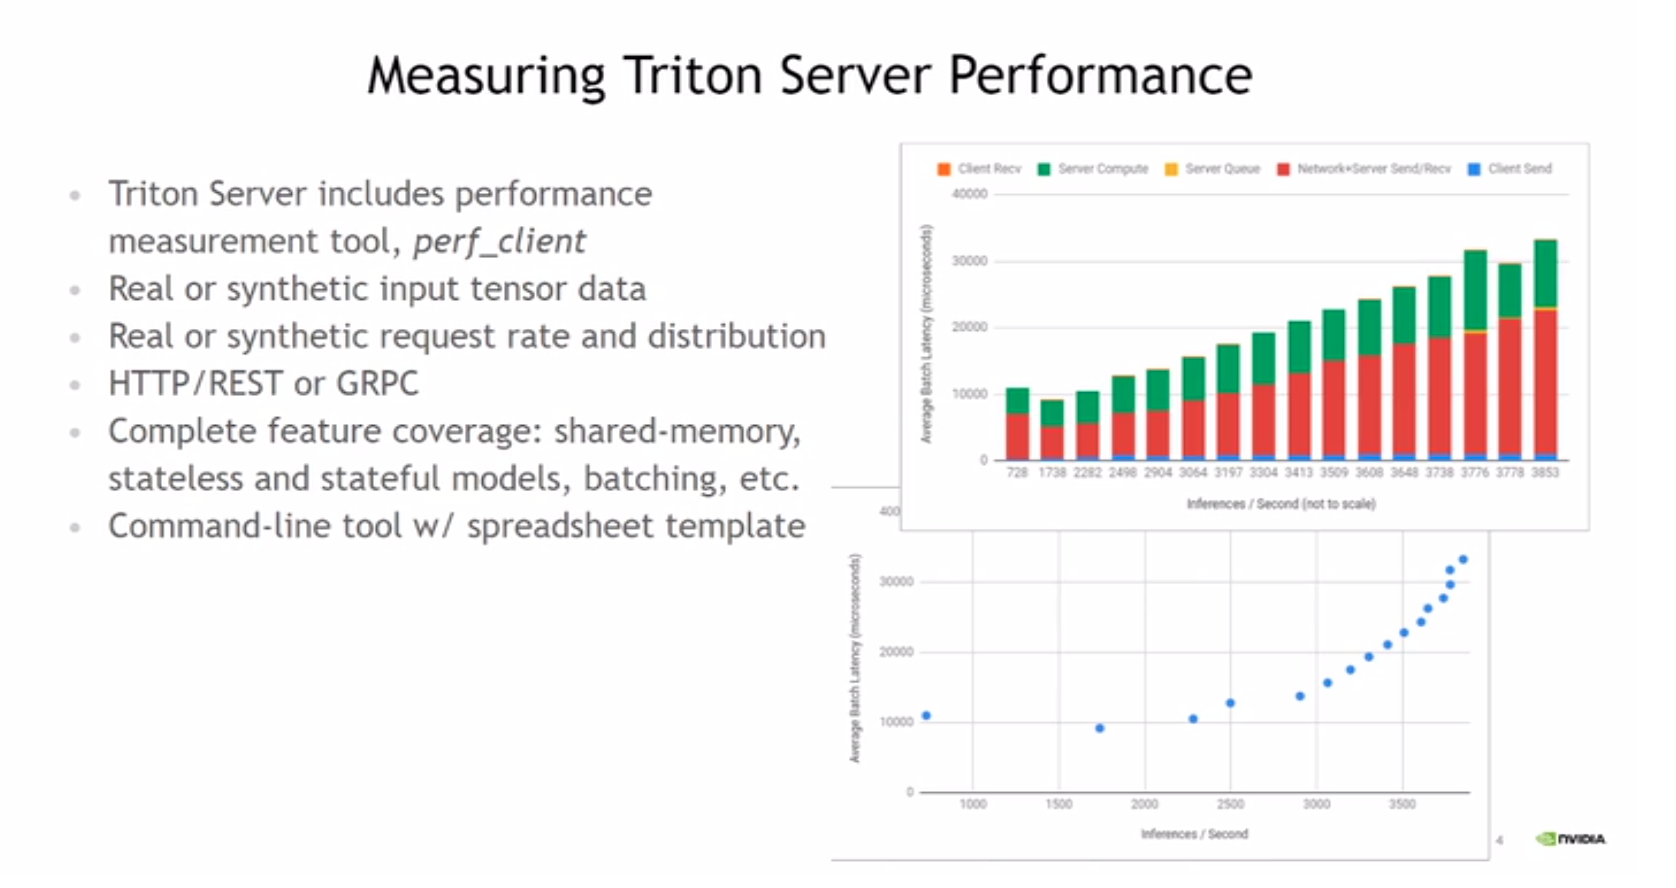 Measuring Triton Server Performance
Triton Server includes performance
measurement tool, perf_client
Real or synthetic input tensor data
Real or synthetic request rate and distribution
HTTP/REST or GRPC
Complete feature coverage: shared-memory,
stateless and stateful models, batching, etc.
Command-line tool w/ spreadsheet template
Client Recv Server Compute Server Queue Network+Server Send/Recv Client Send
Average Batch Latency (microseconds)
40000
30000
20000
10000
0
728 1738 2282 2498 2904 3064 3197 3304 3413 3509 3608 3648 3738 3776 3778 3853
Inferences / Second (not to scale)
400
Average Batch Latency (microseconds)
30000
20000
10000
0
1000 1500 2000 2500 3000 3500
Inferences / Second
4
NVIDIA